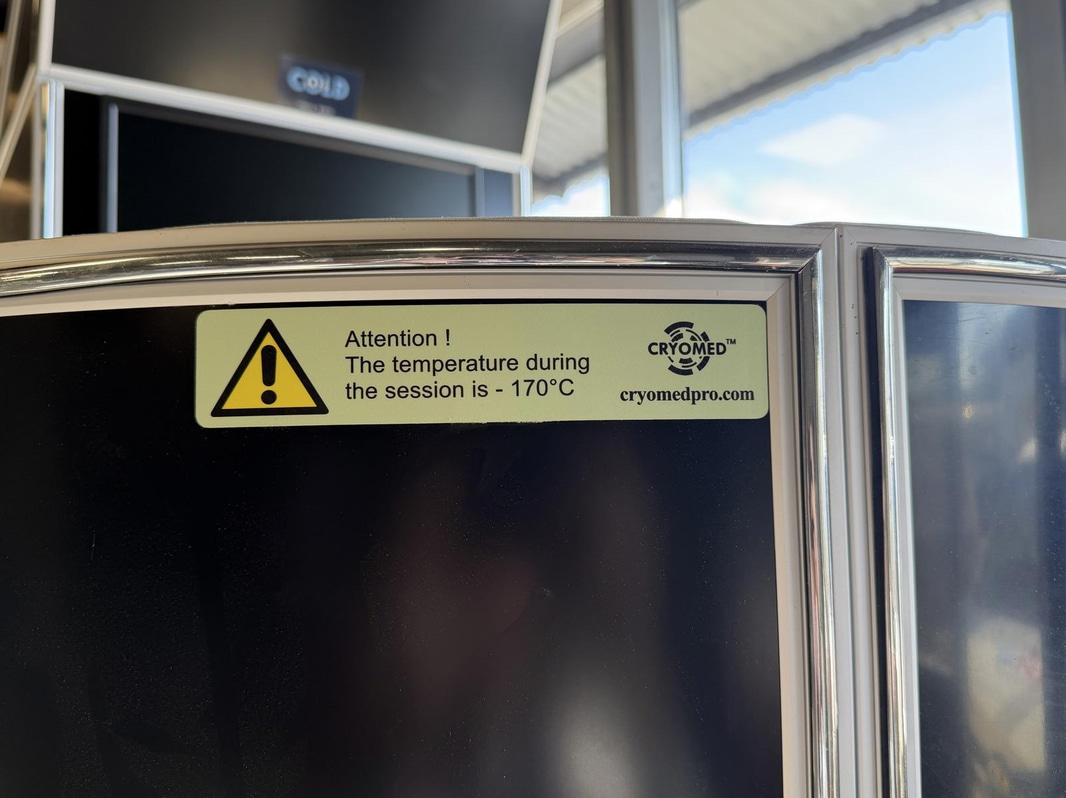 COLD
Attention !
The temperature during
the session is - 170°C
CRYOMED™
cryomedpro.com